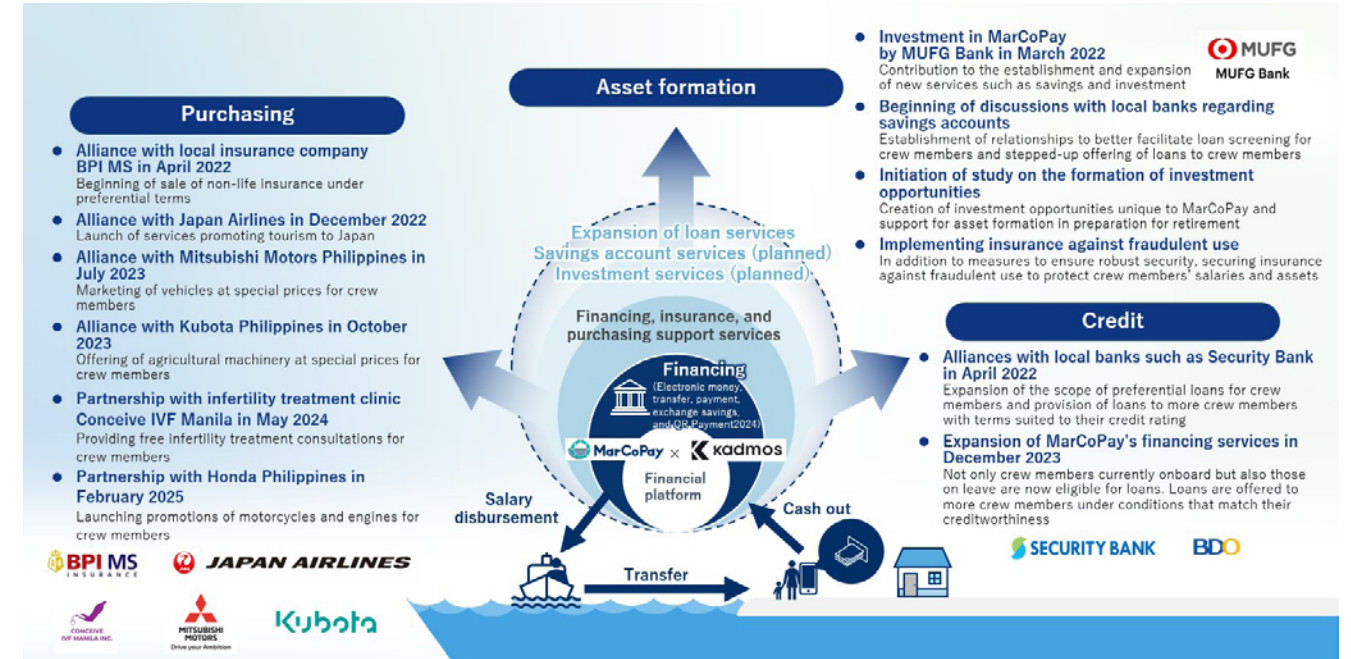 Purchasing
Alliance with local insurance company
BPI MS in April 2022
Beginning of sale of non-life insurance under
preferential terms
Alliance with Japan Airlines in December 2022
Launch of services promoting tourism to Japan
Alliance with Mitsubishi Motors Philippines in
July 2023
Marketing of vehicles at special prices for crew
members
Alliance with Kubota Philippines in October
2023
Offering of agricultural machinery at special prices for
crew members
Partnership with infertility treatment clinic
Conceive IVF Manila in May 2024
Providing free infertility treatment consultations for
crew members
Partnership with Honda Philippines in
February 2025
Launching promotions of motorcycles and engines for
crew members
BPI MS
INSURANCE
JAPAN AIRLINES
CONCEIVE
IVF MANILA INC.
MITSUBISHI
MOTORS
Drive your Ambition
Kubota
Asset formation
Expansion of loan services
Savings account services (planned)
Investment services (planned)
Financing, insurance, and
purchasing support services
Financing
(Electronic money,
transfer, payment,
exchange savings,
and QR Payment2024)
MarCoPay × kadmos
Financial
platform
Salary
disbursement
Cash out
Transfer
Investment in MarCoPay
by MUFG Bank in March 2022
Contribution to the establishment and expansion
of new services such as savings and investment
MUFG
MUFG Bank
Beginning of discussions with local banks regarding
savings accounts
Establishment of relationships to better facilitate loan screening for
crew members and stepped-up offering of loans to crew members
Initiation of study on the formation of investment
opportunities
Creation of investment opportunities unique to MarCoPay and
support for asset formation in preparation for retirement
Implementing insurance against fraudulent use
In addition to measures to ensure robust security, securing insurance
against fraudulent use to protect crew members' salaries and assets
Credit
Alliances with local banks such as Security Bank
in April 2022
Expansion of the scope of preferential loans for crew
members and provision of loans to more crew members
with terms suited to their credit rating
Expansion of MarCoPay's financing services in
December 2023
Not only crew members currently onboard but also those
on leave are now eligible for loans. Loans are offered to
more crew members under conditions that match their
creditworthiness
SECURITY BANK
BDO